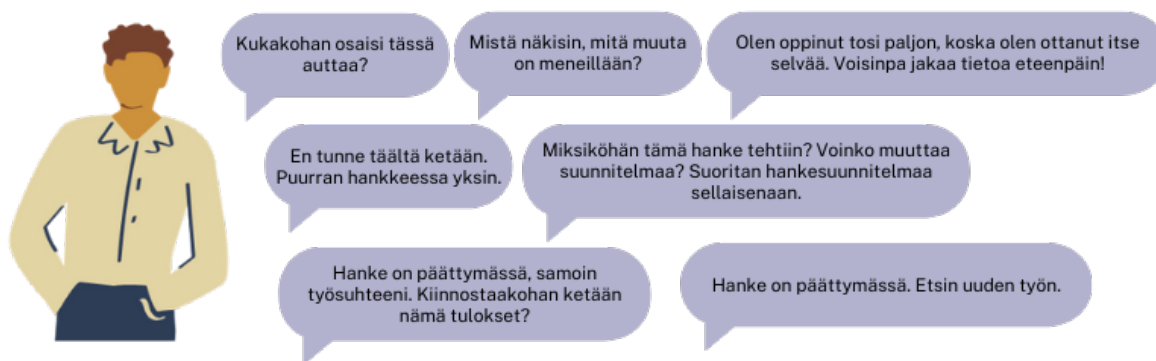 Kukakohan osaisi tässä
auttaa?
Mistä näkisin, mitä muuta
on meneillään?
Olen oppinut tosi paljon, koska olen ottanut itse
selvää. Voisinpa jakaa tietoa eteenpäin!
En tunne täältä ketään.
Puurran hankkeessa yksin.
Miksiköhän tämä hanke tehtiin? Voinko muuttaa
suunnitelmaa? Suoritan hankesuunnitelmaa
sellaisenaan.
Hanke on päättymässä, samoin
työsuhteeni. Kiinnostaakohan ketään
nämä tulokset?
Hanke on päättymässä. Etsin uuden työn.